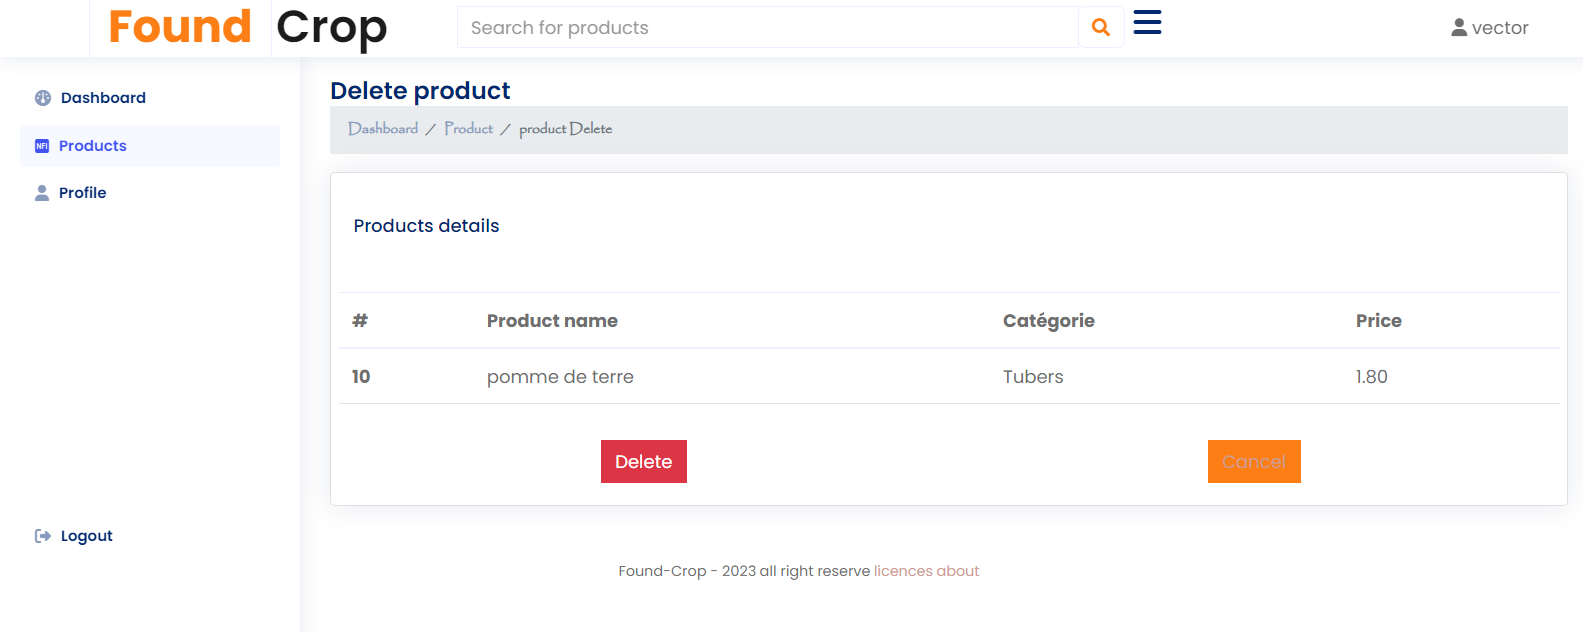 Found Crop
Search for products
vector
Dashboard
Products
Profile
Logout
Delete product
Dashboard / Product / product Delete
Products details
# Product name Catégorie Price
10 pomme de terre Tubers 1.80
Delete Cancel
Found-Crop - 2023 all right reserve licences about